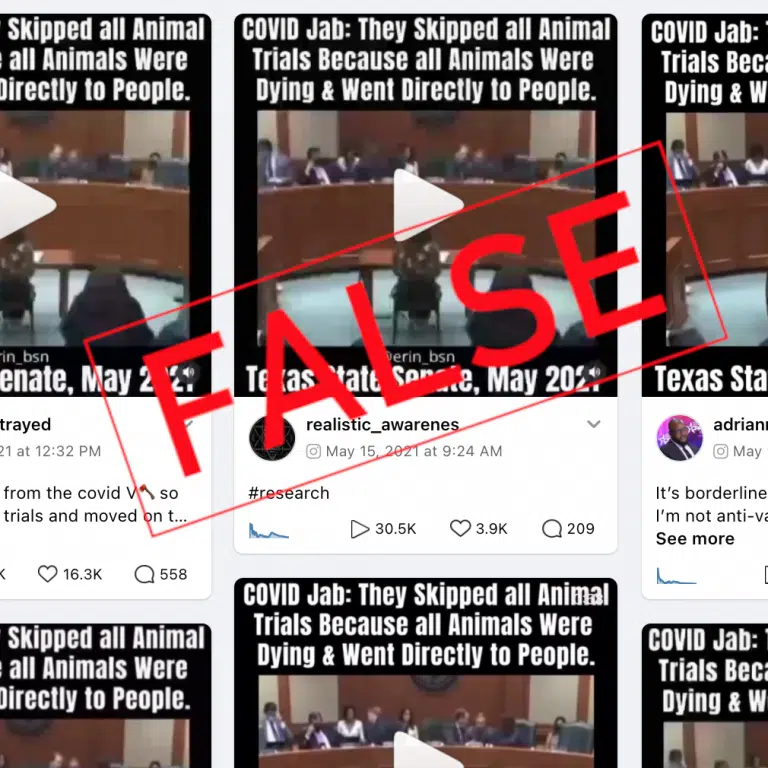 Skipped all Animal
all Animals Were
Directly to People.
rin_bsn
enate, May 2021
trayed
21 at 12:32 PM
from the covid V so
trials and moved on t...
K
16.3K
558
Skipped all Animal
all Animals Were
Directly to People.
COVID Jab: They Skipped all Animal
Trials Because all Animals Were
Dying & Went Directly to People.
@erin_bsn
Texas State Senate, May 2021
realistic_awarenes
May 15, 2021 at 9:24 AM
#research
30.5K
3.9K
209
COVID Jab: They Skipped all Animal
Trials Because all Animals Were
Dying & Went Directly to People.
COVID Jab:
Trials Beca
Dying & W
Texas Sta
adriann
May
It's borderline
I'm not anti-va
See more
COVID Jab:
Trials Beca
Dying & W
FALSE